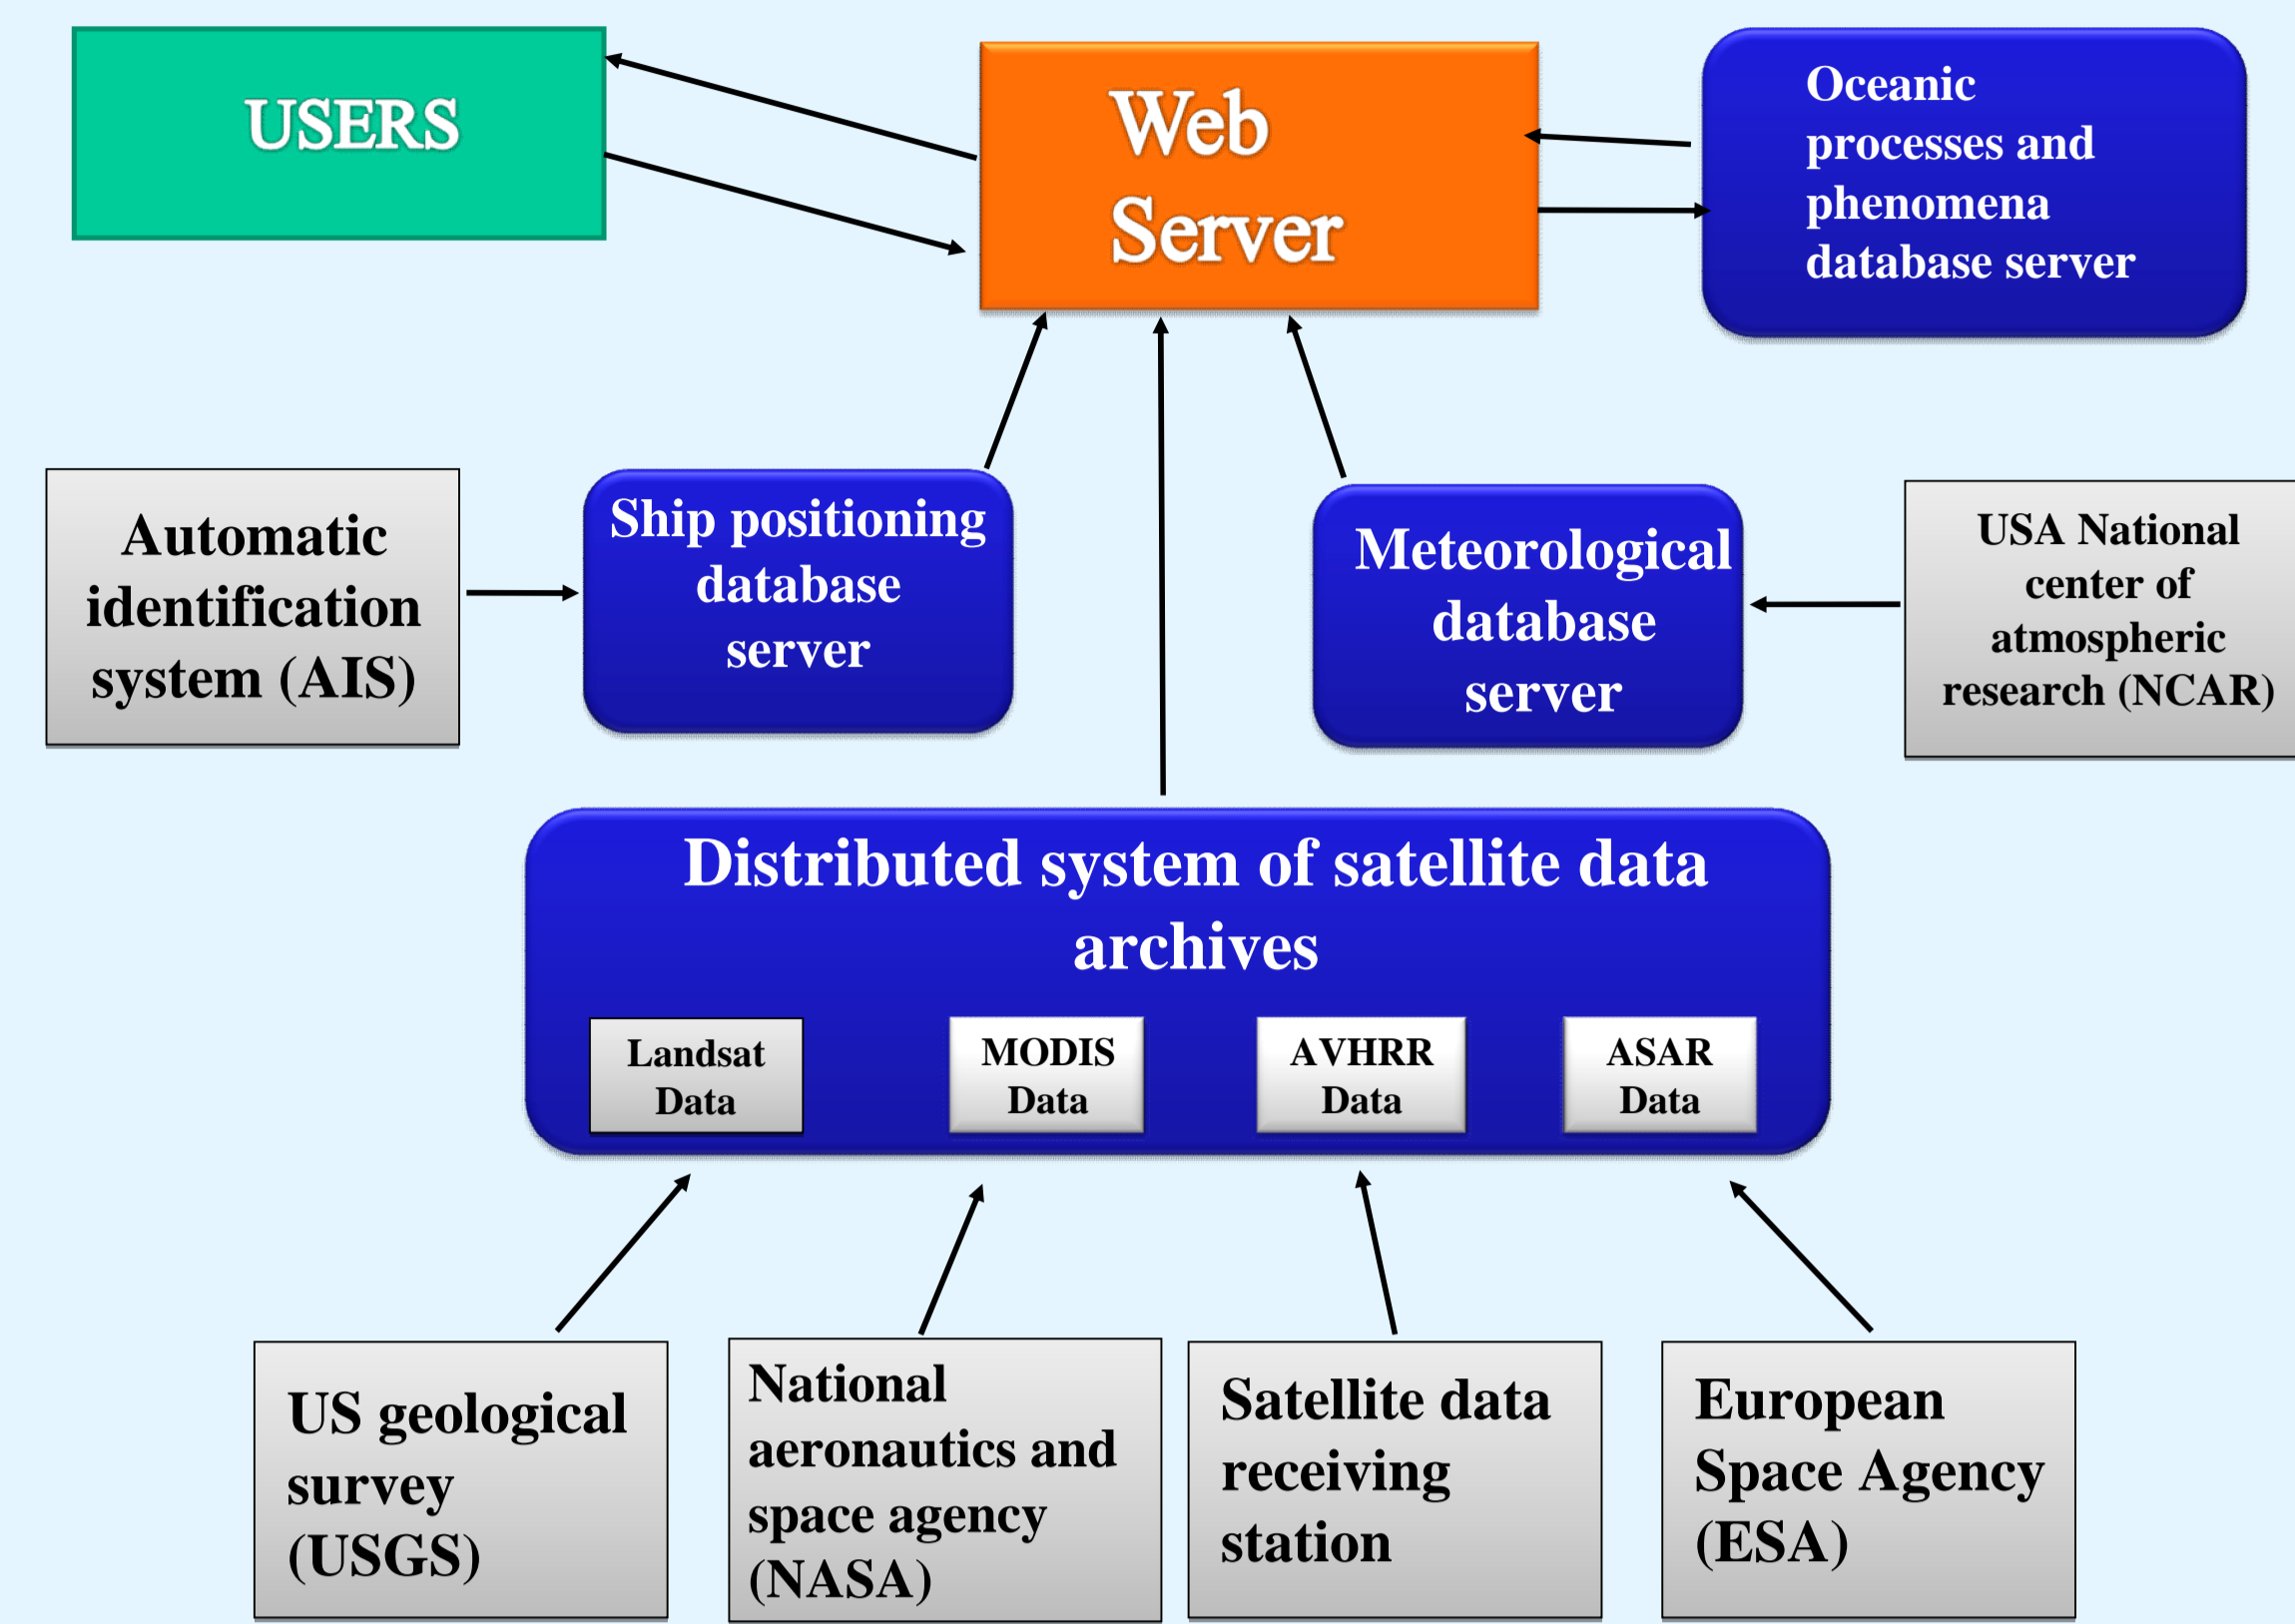 USERS
Web
Server
Oceanic
processes and
phenomena
database server
Automatic
identification
system (AIS)
Ship positioning
database
server
Meteorological
database
server
USA National
center of
atmospheric
research (NCAR)
Distributed system of satellite data
archives
Landsat
Data
MODIS
Data
AVHRR
Data
ASAR
Data
US geological
survey
(USGS)
National
aeronautics and
space agency
(NASA)
Satellite data
receiving
station
European
Space Agency
(ESA)